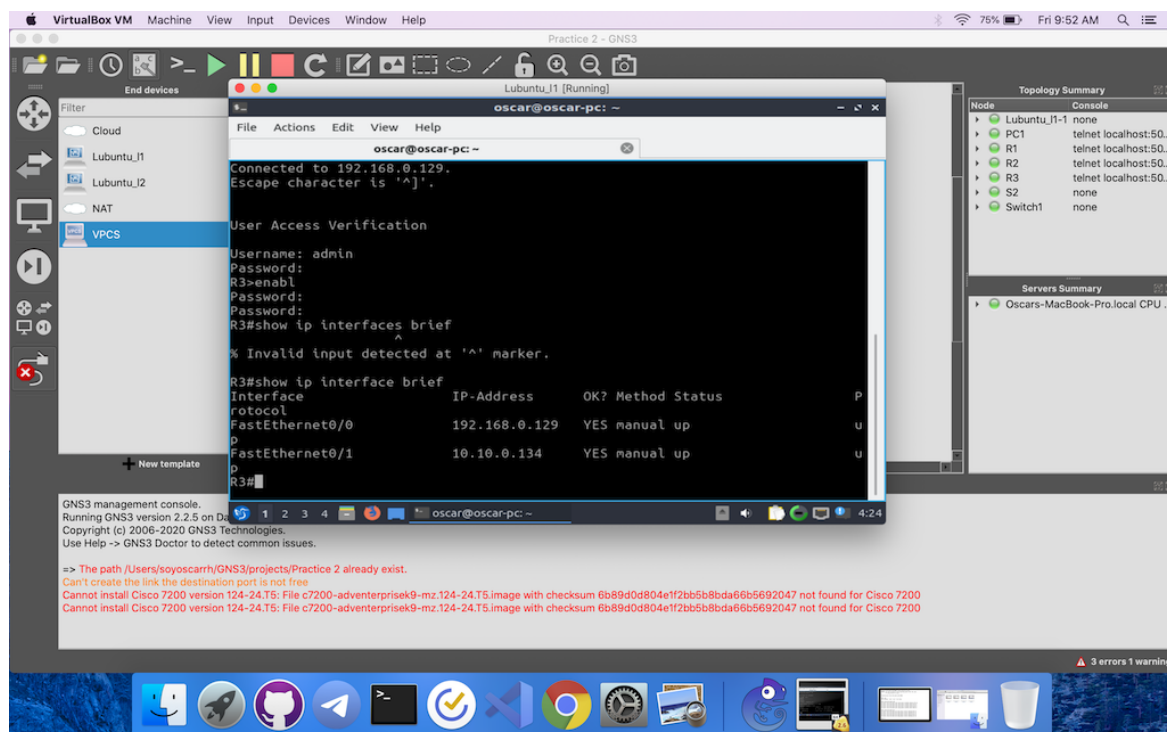 VirtualBox VM Machine View Input Devices Window Help
75% Fri 9:52 AM
Practice 2 - GNS3
End devices
Filter
Cloud
Lubuntu_l1
Lubuntu_l2
NAT
VPCS
New template
Lubuntu_l1 [Running]
oscar@oscar-pc: ~
File Actions Edit View Help
oscar@oscar-pc: ~
Connected to 192.168.0.129.
Escape character is '^]'.
User Access Verification
Username: admin
Password:
R3>enabl
Password:
Password:
R3#show ip interfaces brief
^
% Invalid input detected at '^' marker.
R3#show ip interface brief
Interface IP-Address OK? Method Status P
rotocol
FastEthernet0/0 192.168.0.129 YES manual up u
p
FastEthernet0/1 10.10.0.134 YES manual up u
p
R3#
1 2 3 4 oscar@oscar-pc: ~ 4:24
Topology Summary
Node Console
Lubuntu_l1-1 none
PC1 telnet localhost:50..
R1 telnet localhost:50..
R2 telnet localhost:50..
R3 telnet localhost:50..
S2 none
Switch1 none
Servers Summary
Oscars-MacBook-Pro.local CPU ..
GNS3 management console.
Running GNS3 version 2.2.5 on Da
Copyright (c) 2006-2020 GNS3 Technologies.
Use Help -> GNS3 Doctor to detect common issues.
=> The path /Users/soyoscarrh/GNS3/projects/Practice 2 already exist.
Can't create the link the destination port is not free
Cannot install Cisco 7200 version 124-24.T5: File c7200-adventerprisek9-mz.124-24.T5.image with checksum 6b89d0d804e1f2bb5b8bda66b5692047 not found for Cisco 7200
Cannot install Cisco 7200 version 124-24.T5: File c7200-adventerprisek9-mz.124-24.T5.image with checksum 6b89d0d804e1f2bb5b8bda66b5692047 not found for Cisco 7200
3 errors 1 warnin